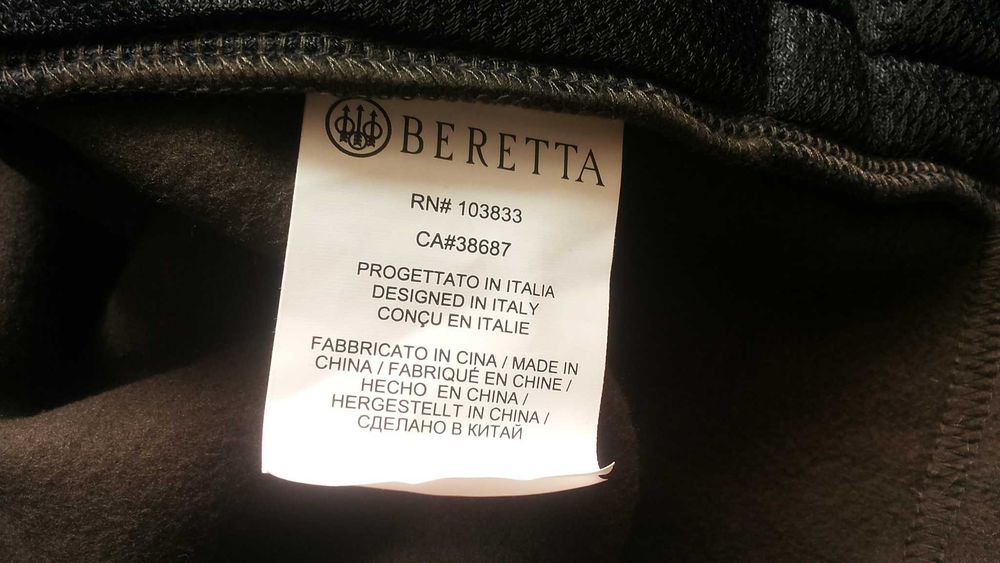 BERETTA
RN# 103833
CA#38687
PROGETTATO IN ITALIA
DESIGNED IN ITALY
CONÇU EN ITALIE
FABBRICATO IN CINA / MADE IN
CHINA / FABRIQUÉ EN CHINE /
HECHO EN CHINA /
HERGESTELLT IN CHINA /
СДЕЛАНО В КИТАЙ